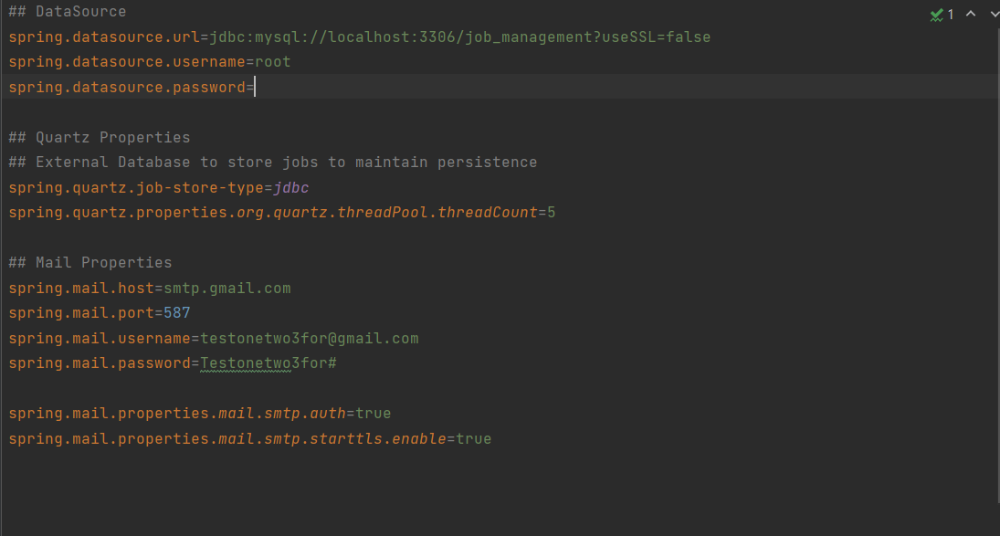 ## DataSource
1
spring.datasource.url=jdbc:mysql://localhost:3306/job_management?useSSL=false
spring.datasource.username=root
spring.datasource.password=
## Quartz Properties
## External Database to store jobs to maintain persistence
spring.quartz.job-store-type=jdbc
spring.quartz.properties.org.quartz.threadPool.threadCount=5
## Mail Properties
spring.mail.host=smtp.gmail.com
spring.mail.port=587
spring.mail.username=testonetwo3for@gmail.com
spring.mail.password=Testonetwo3for#
spring.mail.properties.mail.smtp.auth=true
spring.mail.properties.mail.smtp.starttls.enable=true